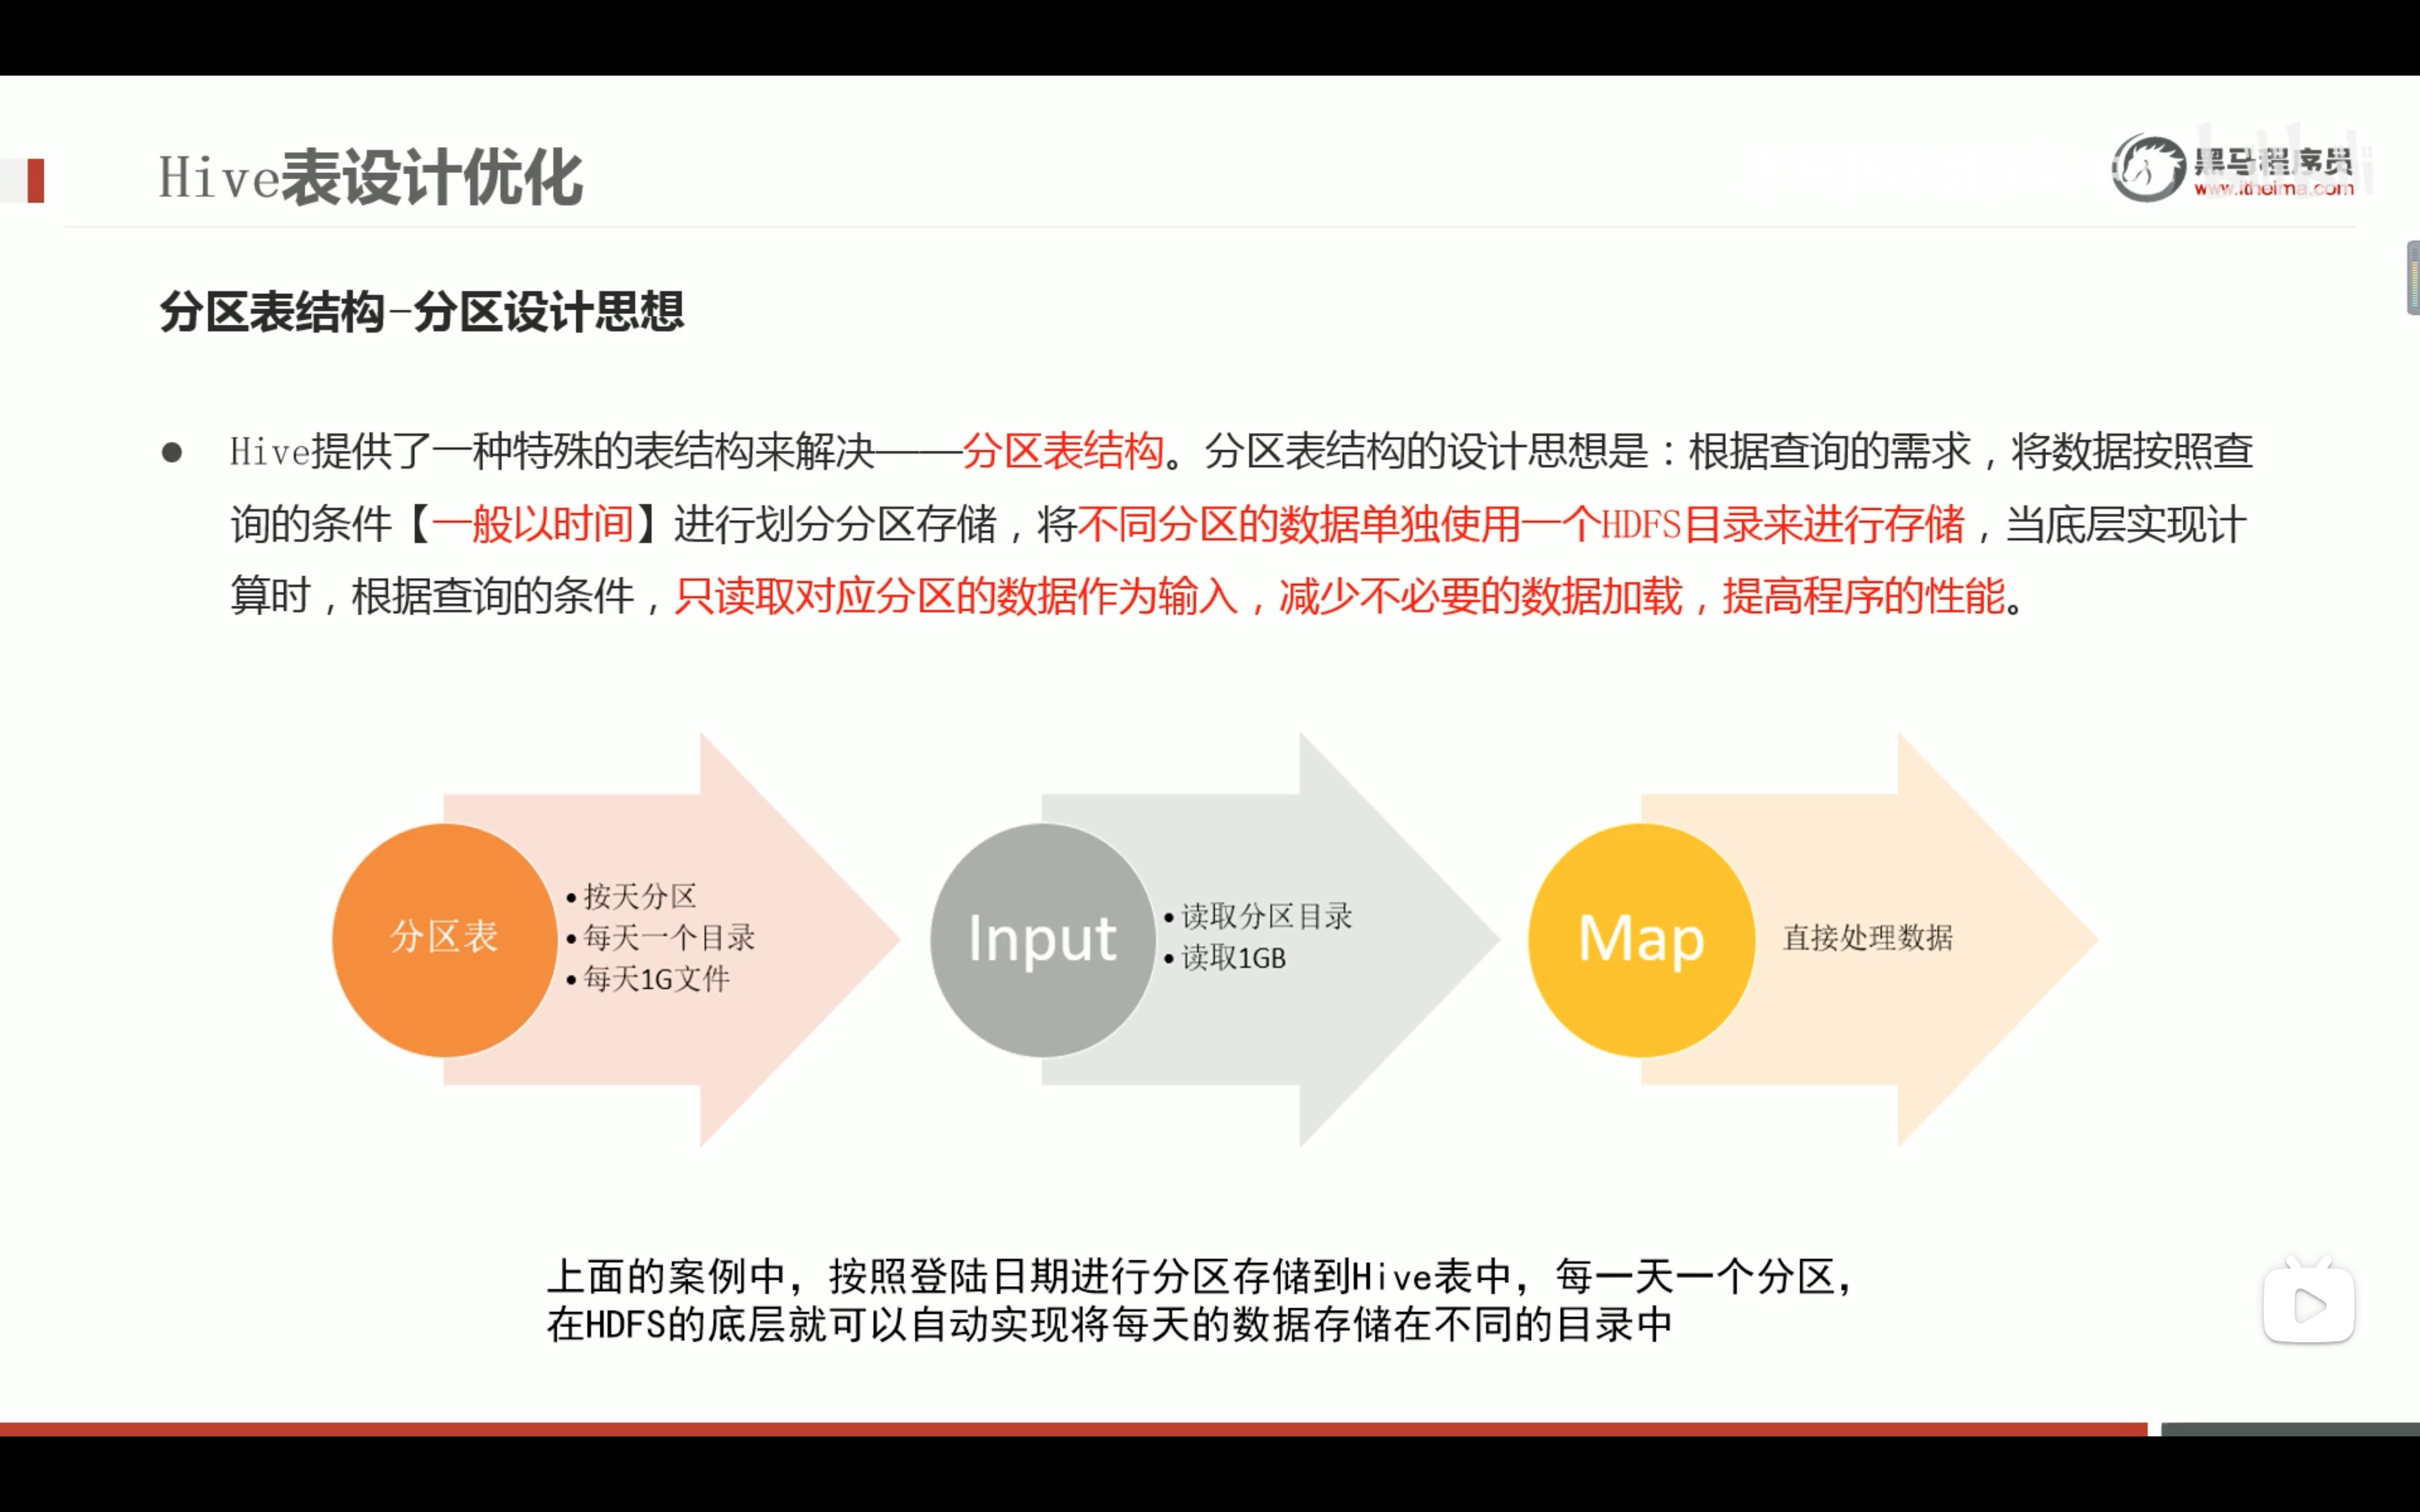 Hive表设计优化
黑马程序员
www.itheima.com
分区表结构-分区设计思想
● Hive提供了一种特殊的表结构来解决——分区表结构。分区表结构的设计思想是：根据查询的需求，将数据按照查
询的条件【一般以时间】进行划分分区存储，将不同分区的数据单独使用一个HDFS目录来进行存储，当底层实现计
算时，根据查询的条件，只读取对应分区的数据作为输入，减少不必要的数据加载，提高程序的性能。
分区表
•按天分区
•每天一个目录
•每天1G文件
Input
•读取分区目录
•读取1GB
Map
直接处理数据
上面的案例中，按照登陆日期进行分区存储到Hive表中，每一天一个分区，
在HDFS的底层就可以自动实现将每天的数据存储在不同的目录中